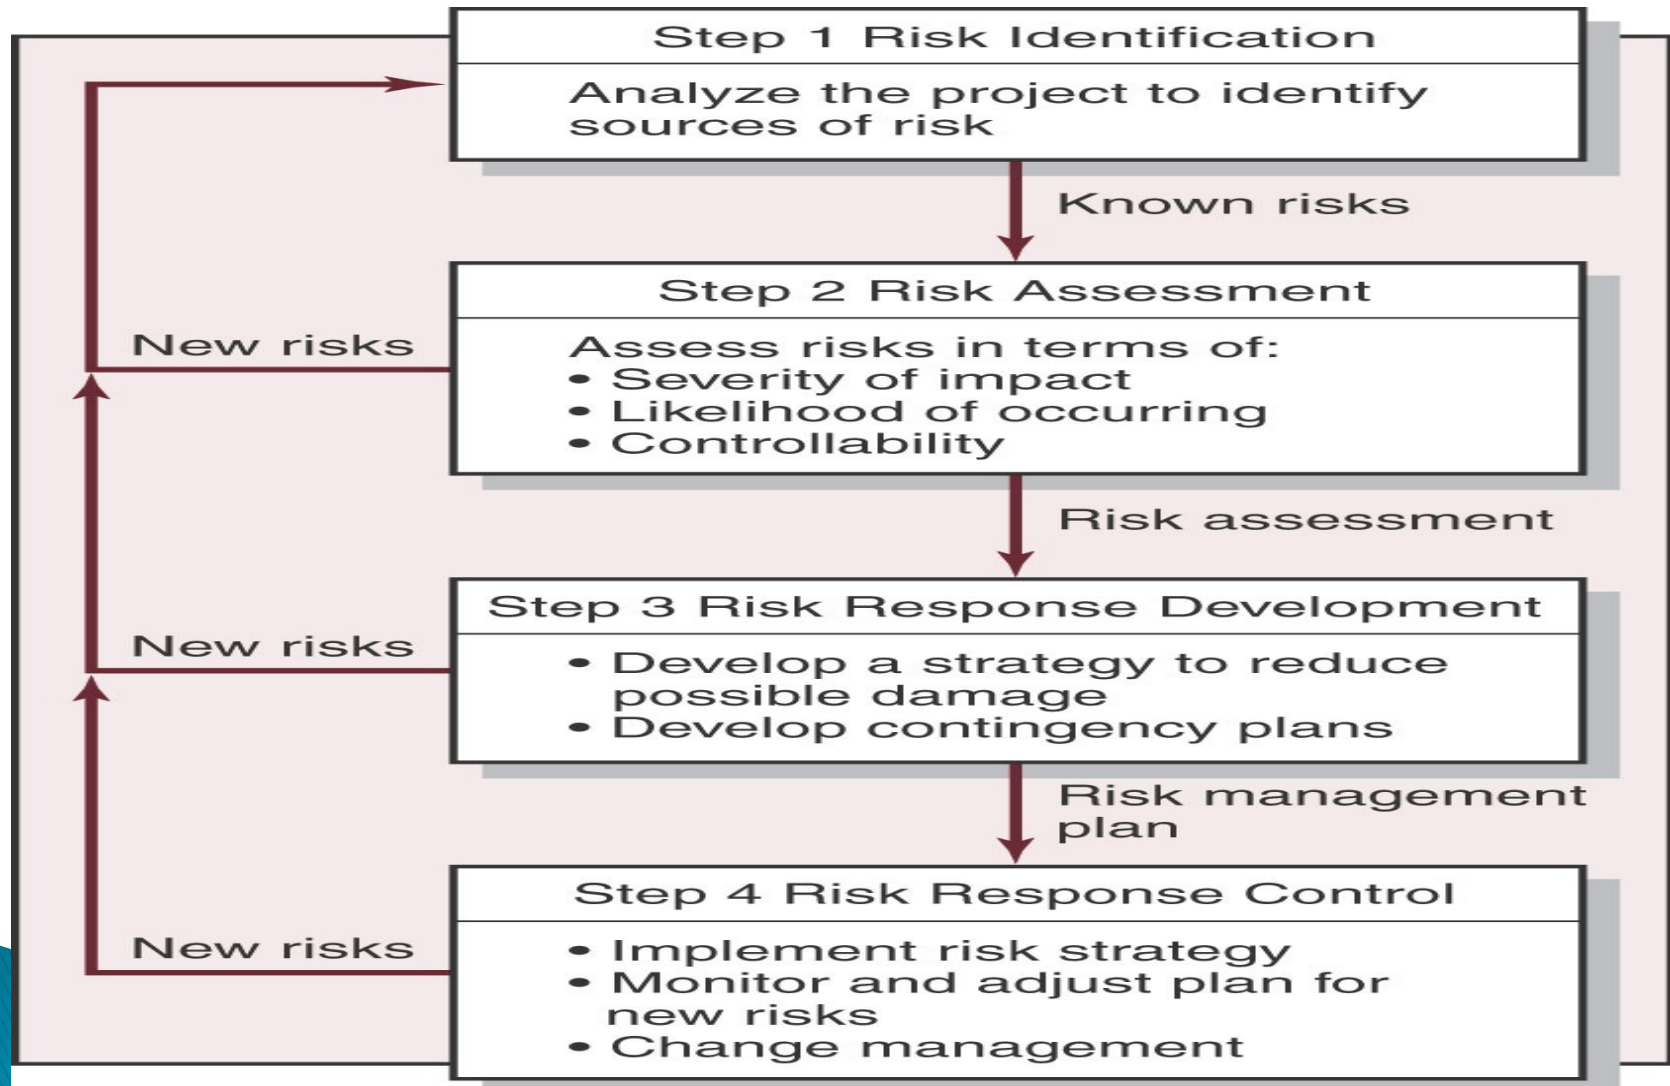 Step 1 Risk Identification
Analyze the project to identify
sources of risk
Known risks
Step 2 Risk Assessment
New risks
Assess risks in terms of:
• Severity of impact
• Likelihood of occurring
• Controllability
Risk assessment
Step 3 Risk Response Development
New risks
• Develop a strategy to reduce
possible damage
• Develop contingency plans
Risk management
plan
Step 4 Risk Response Control
New risks
• Implement risk strategy
• Monitor and adjust plan for
new risks
• Change management